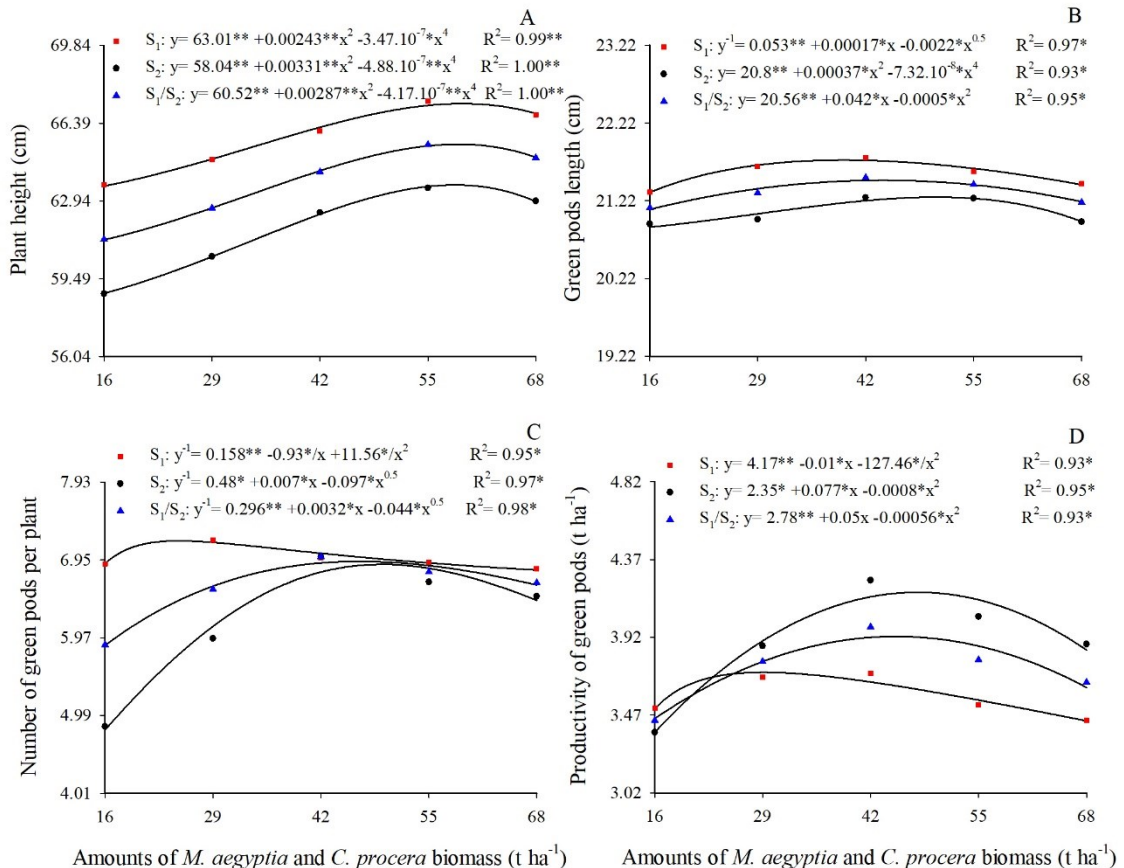 A
S₁: y= 63.01** +0.00243**x² -3.47.10⁻⁷*x⁴ R²= 0.99**
S₂: y= 58.04** +0.00331**x² -4.88.10⁻⁷**x⁴ R²= 1.00**
S₁/S₂: y= 60.52** +0.00287**x² -4.17.10⁻⁷**x⁴ R²= 1.00**
Plant height (cm)
69.84
66.39
62.94
59.49
56.04
16 29 42 55 68
B
S₁: y⁻¹= 0.053** +0.00017*x -0.0022*x⁰·⁵ R²= 0.97*
S₂: y= 20.8** +0.00037*x² -7.32.10⁻⁸*x⁴ R²= 0.93*
S₁/S₂: y= 20.56** +0.042*x -0.0005*x² R²= 0.95*
Green pods length (cm)
23.22
22.22
21.22
20.22
19.22
16 29 42 55 68
C
S₁: y⁻¹= 0.158** -0.93*/x +11.56*/x² R²= 0.95*
S₂: y⁻¹= 0.48* +0.007*x -0.097*x⁰·⁵ R²= 0.97*
S₁/S₂: y⁻¹= 0.296** +0.0032*x -0.044*x⁰·⁵ R²= 0.98*
Number of green pods per plant
7.93
6.95
5.97
4.99
4.01
16 29 42 55 68
Amounts of M. aegyptia and C. procera biomass (t ha⁻¹)
D
S₁: y= 4.17** -0.01*x -127.46*/x² R²= 0.93*
S₂: y= 2.35* +0.077*x -0.0008*x² R²= 0.95*
S₁/S₂: y= 2.78** +0.05x -0.00056*x² R²= 0.93*
Productivity of green pods (t ha⁻¹)
4.82
4.37
3.92
3.47
3.02
16 29 42 55 68
Amounts of M. aegyptia and C. procera biomass (t ha⁻¹)